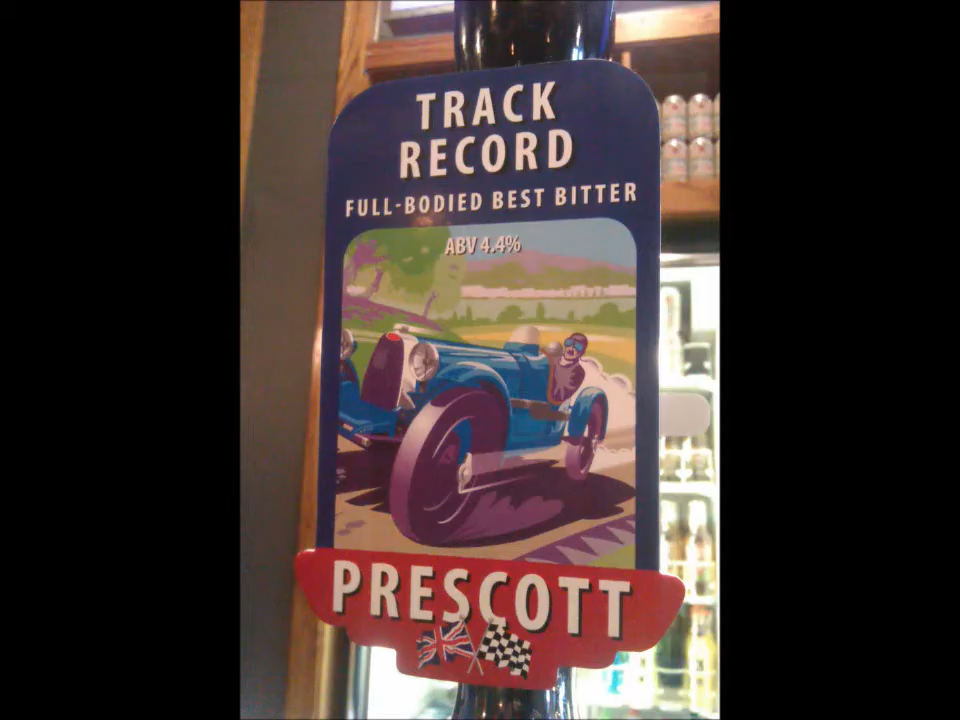 TRACK
RECORD
FULL-BODIED BEST BITTER
ABV 4.4%
PRESCOTT